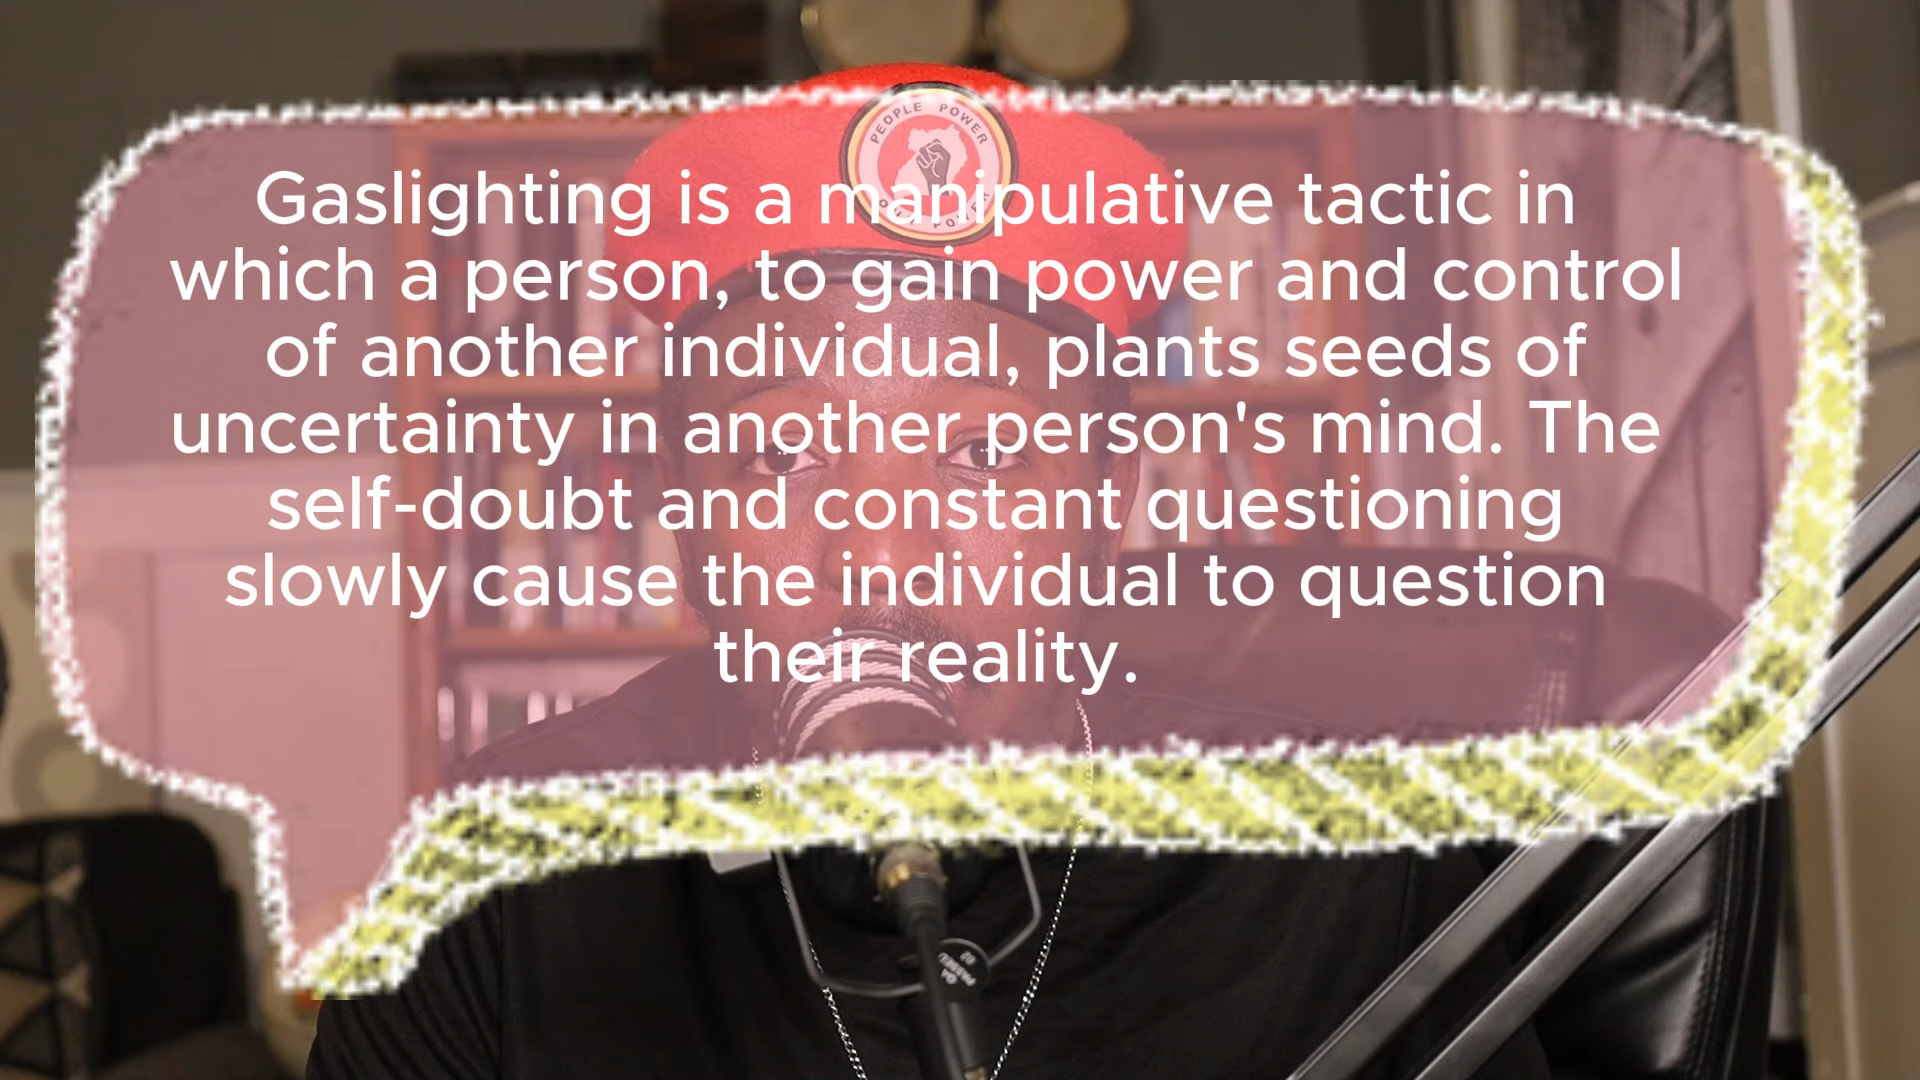 PEOPLE POWER
Gaslighting is a manipulative tactic in
which a person, to gain power and control
of another individual, plants seeds of
uncertainty in another person's mind. The
self-doubt and constant questioning
slowly cause the individual to question
their reality.